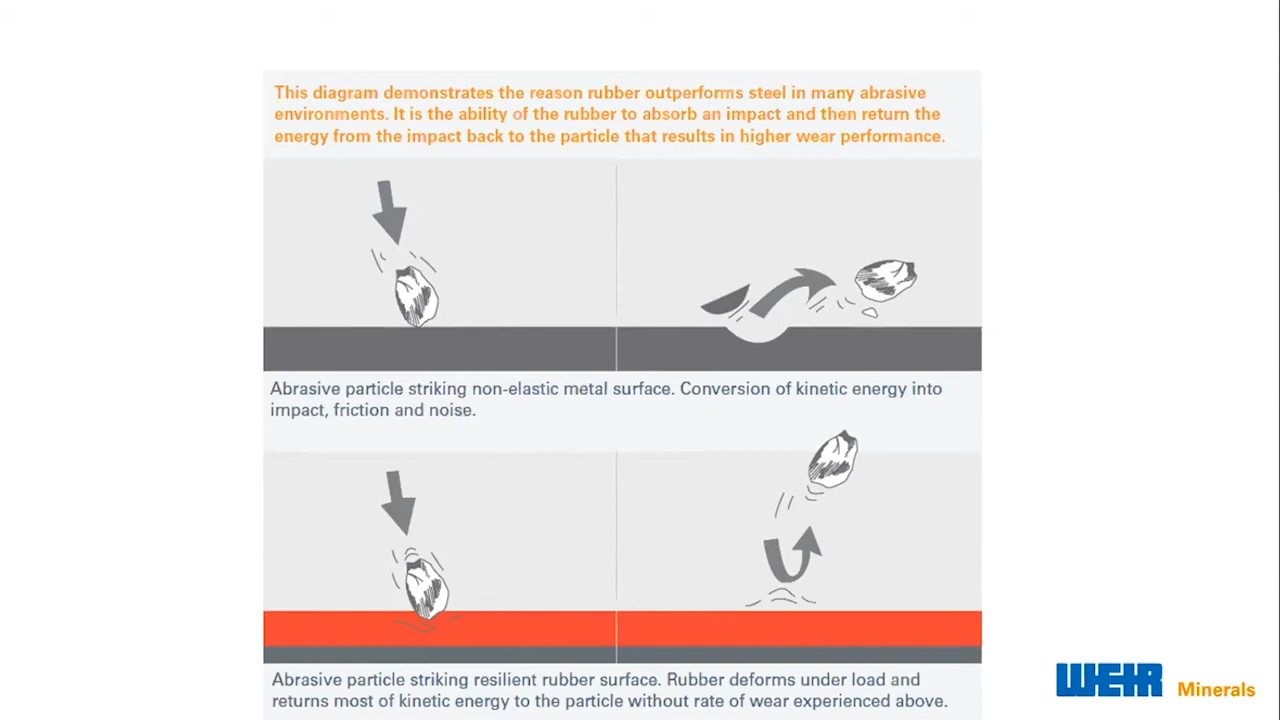 This diagram demonstrates the reason rubber outperforms steel in many abrasive
environments. It is the ability of the rubber to absorb an impact and then return the
energy from the impact back to the particle that results in higher wear performance.
Abrasive particle striking non-elastic metal surface. Conversion of kinetic energy into
impact, friction and noise.
Abrasive particle striking resilient rubber surface. Rubber deforms under load and
returns most of kinetic energy to the particle without rate of wear experienced above.
WEIR Minerals